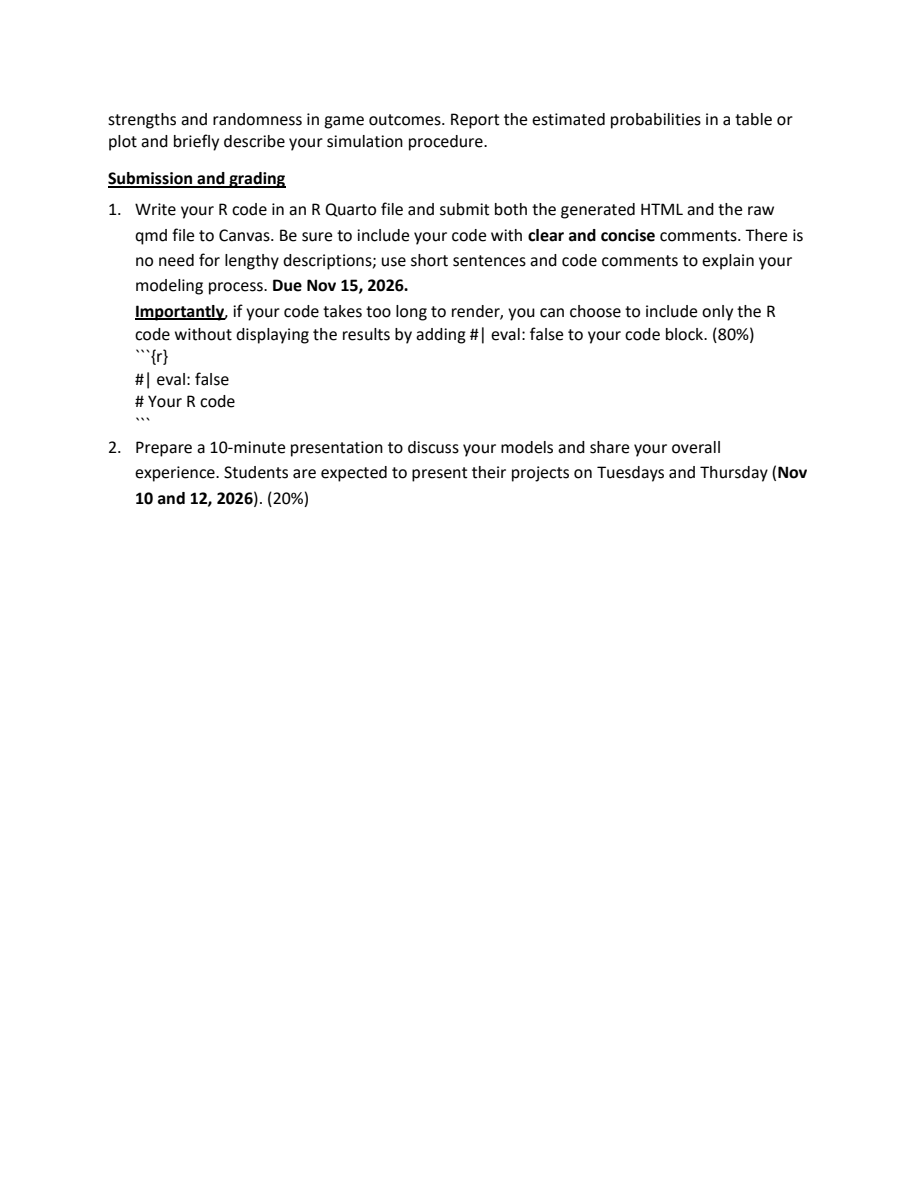 strengths and randomness in game outcomes. Report the estimated probabilities in a table or
plot and briefly describe your simulation procedure.
Submission and grading
1. Write your R code in an R Quarto file and submit both the generated HTML and the raw
qmd file to Canvas. Be sure to include your code with clear and concise comments. There is
no need for lengthy descriptions; use short sentences and code comments to explain your
modeling process. Due Nov 15, 2026.
Importantly, if your code takes too long to render, you can choose to include only the R
code without displaying the results by adding #| eval: false to your code block. (80%)
```{r}
#| eval: false
# Your R code
```
2. Prepare a 10-minute presentation to discuss your models and share your overall
experience. Students are expected to present their projects on Tuesdays and Thursday (Nov
10 and 12, 2026). (20%)